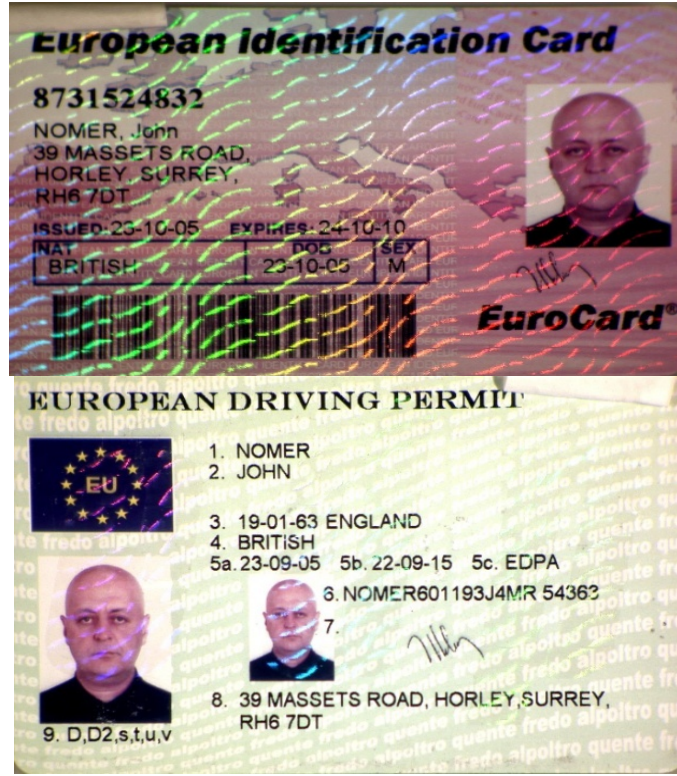 European Identification Card
8731524832
NOMER, John
39 MASSETS ROAD,
HORLEY, SURREY,
RH6 7DT
ISSUED: 23-10-05 EXPIRES: 24-10-10
NAT DOB SEX
BRITISH 23-10-05 M
EuroCard®
EUROPEAN DRIVING PERMIT
EU
1. NOMER
2. JOHN
3. 19-01-63 ENGLAND
4. BRITISH
5a. 23-09-05 5b. 22-09-15 5c. EDPA
6. NOMER601193J4MR 54363
7.
8. 39 MASSETS ROAD, HORLEY, SURREY,
RH6 7DT
9. D,D2,s,t,u,v